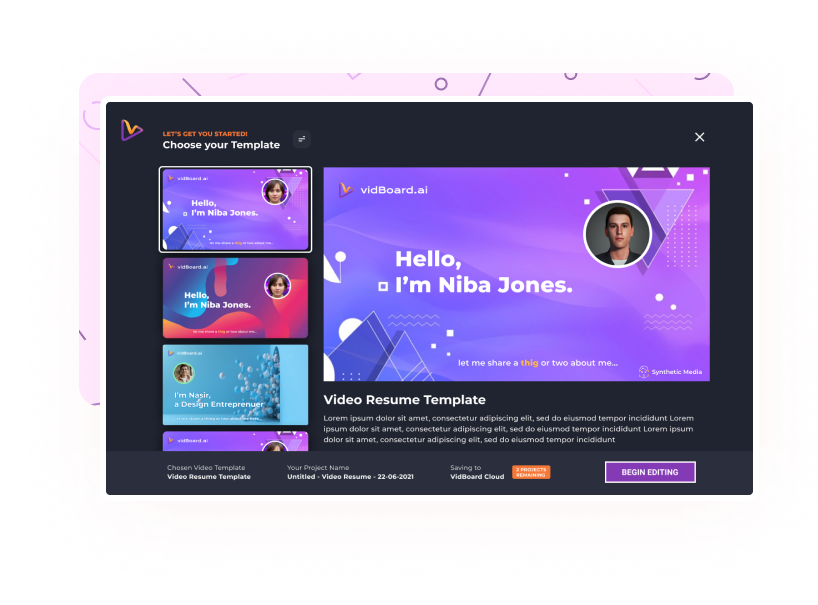 LET'S GET YOU STARTED!
Choose your Template
vidBoard.ai
Hello,
I'm Niba Jones.
let me share a thig or two about me...
vidBoard.ai
Hello,
I'm Niba Jones.
let me share a thig or two about me...
vidBoard.ai
I'm Nasir,
a Design Entreprenuer
vidBoard.ai
vidBoard.ai
Hello,
I'm Niba Jones.
let me share a thig or two about me...
Synthetic Media
Video Resume Template
Lorem ipsum dolor sit amet, consectetur adipiscing elit, sed do eiusmod tempor incididunt Lorem
ipsum dolor sit amet, consectetur adipiscing elit, sed do eiusmod tempor incididunt Lorem
dolor sit amet, consectetur adipiscing elit, sed do eiusmod tempor incididunt
Chosen Video Template
Video Resume Template
Your Project Name
Untitled - Video Resume - 22-06-2021
Saving to
VidBoard Cloud
2 PROJECTS
REMAINING
BEGIN EDITING